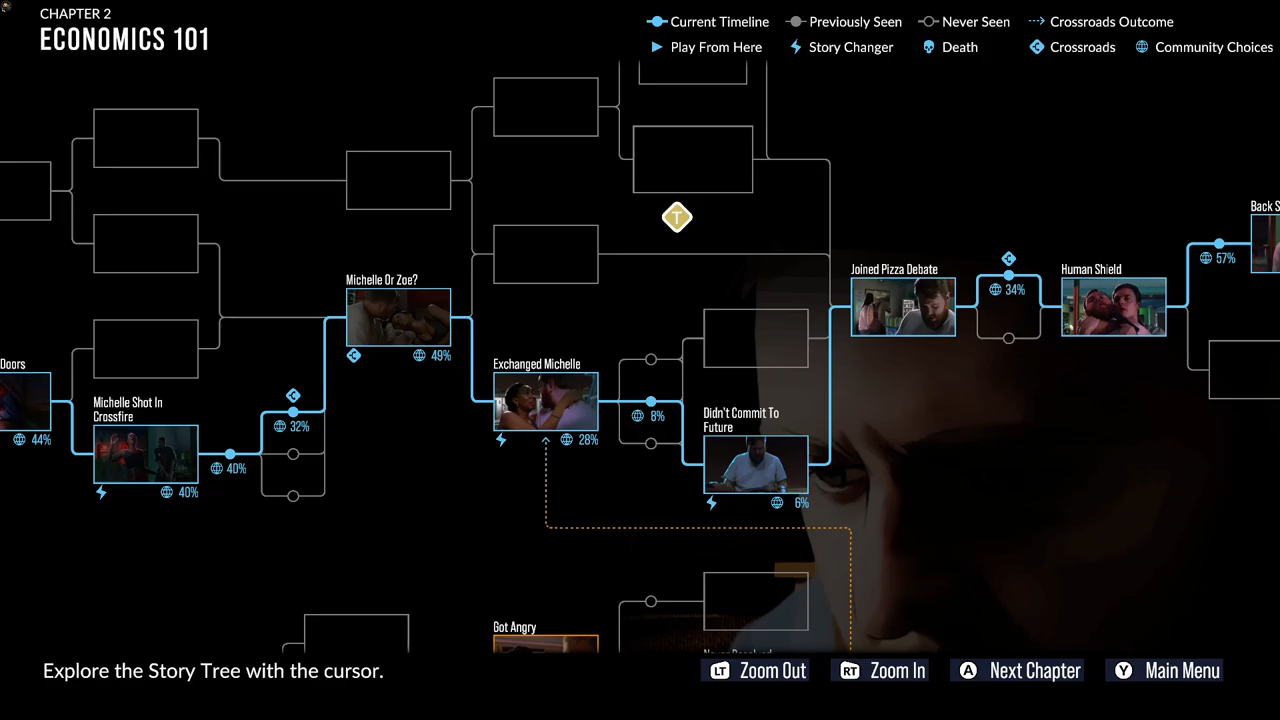 CHAPTER 2
ECONOMICS 101
Current Timeline
Previously Seen
Never Seen
Crossroads Outcome
Play From Here
Story Changer
Death
Crossroads
Community Choices
T
Back S
57%
Joined Pizza Debate
34%
Human Shield
Michelle Or Zoe?
49%
Doors
44%
Michelle Shot In
Crossfire
40%
40%
32%
Exchanged Michelle
28%
8%
Didn't Commit To
Future
6%
Got Angry
Explore the Story Tree with the cursor.
LT Zoom Out
RT Zoom In
A Next Chapter
Y Main Menu